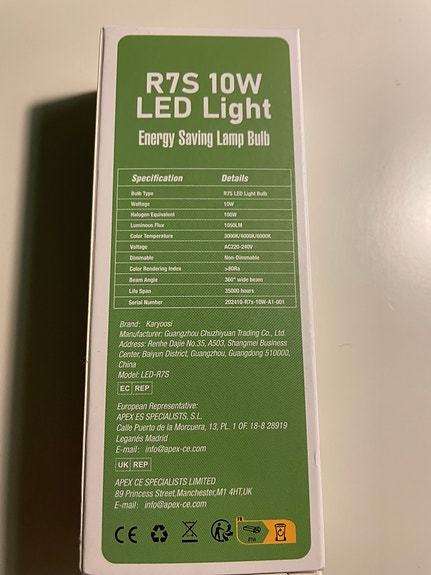 R7S 10W
LED Light
Energy Saving Lamp Bulb
Specification Details
Bulb Type R7S LED Light Bulb
Wattage 10W
Halogen Equivalent 100W
Luminous Flux 1050LM
Color Temperature 3000K/4000K/6000K
Voltage AC220-240V
Dimmable Non-Dimmable
Color Rendering Index >80Ra
Beam Angle 360° wide beam
Life Span 35000 hours
Serial Number 202410-R7s-10W-A1-001
Brand: Karyoosi
Manufacturer: Guangzhou Chuzhiyuan Trading Co., Ltd.
Address: Renhe Dajie No.35, A503, Shangmei Business
Center, Baiyun District, Guangzhou, Guangdong 510000,
China
Model: LED-R7S
EC REP
European Representative:
APEX ES SPECIALISTS, S.L.
Calle Puerto de la Morcuera, 13, PL. 1 OF. 18-8 28919
Leganés Madrid
E-mail: info@apex-ce.com
UK REP
APEX CE SPECIALISTS LIMITED
89 Princess Street,Manchester,M1 4HT,UK
E-mail: info@apex-ce.com
CE
FR